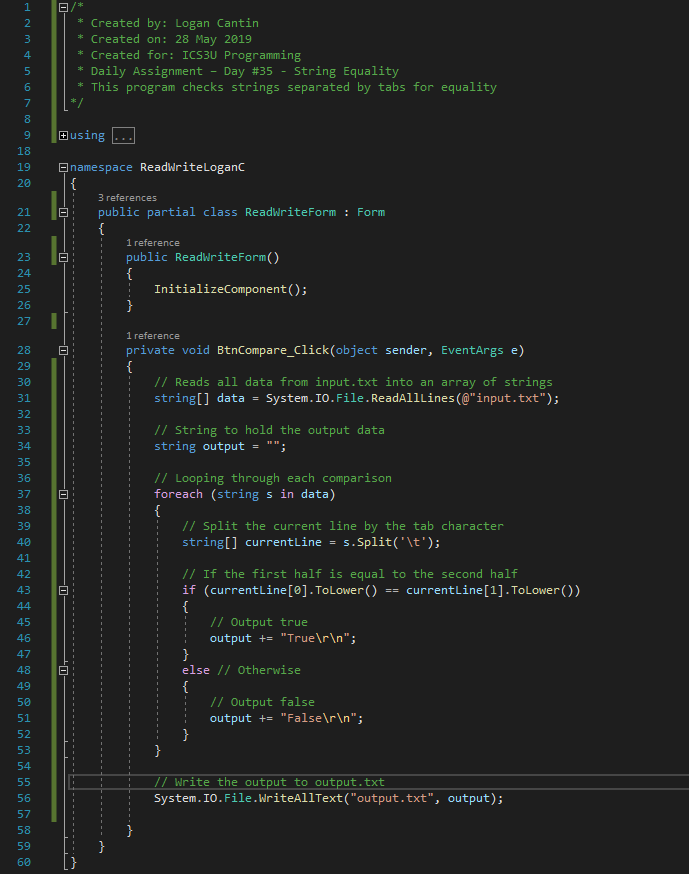 1 /*
2 * Created by: Logan Cantin
3 * Created on: 28 May 2019
4 * Created for: ICS3U Programming
5 * Daily Assignment – Day #35 - String Equality
6 * This program checks strings separated by tabs for equality
7 */
8
9 using ...
18
19 namespace ReadWriteLoganC
20 {
3 references
21 public partial class ReadWriteForm : Form
22 {
1 reference
23 public ReadWriteForm()
24 {
25 InitializeComponent();
26 }
27
1 reference
28 private void BtnCompare_Click(object sender, EventArgs e)
29 {
30 // Reads all data from input.txt into an array of strings
31 string[] data = System.IO.File.ReadAllLines(@"input.txt");
32
33 // String to hold the output data
34 string output = "";
35
36 // Looping through each comparison
37 foreach (string s in data)
38 {
39 // Split the current line by the tab character
40 string[] currentLine = s.Split('\t');
41
42 // If the first half is equal to the second half
43 if (currentLine[0].ToLower() == currentLine[1].ToLower())
44 {
45 // Output true
46 output += "True\r\n";
47 }
48 else // Otherwise
49 {
50 // Output false
51 output += "False\r\n";
52 }
53 }
54
55 // Write the output to output.txt
56 System.IO.File.WriteAllText("output.txt", output);
57
58 }
59 }
60 }